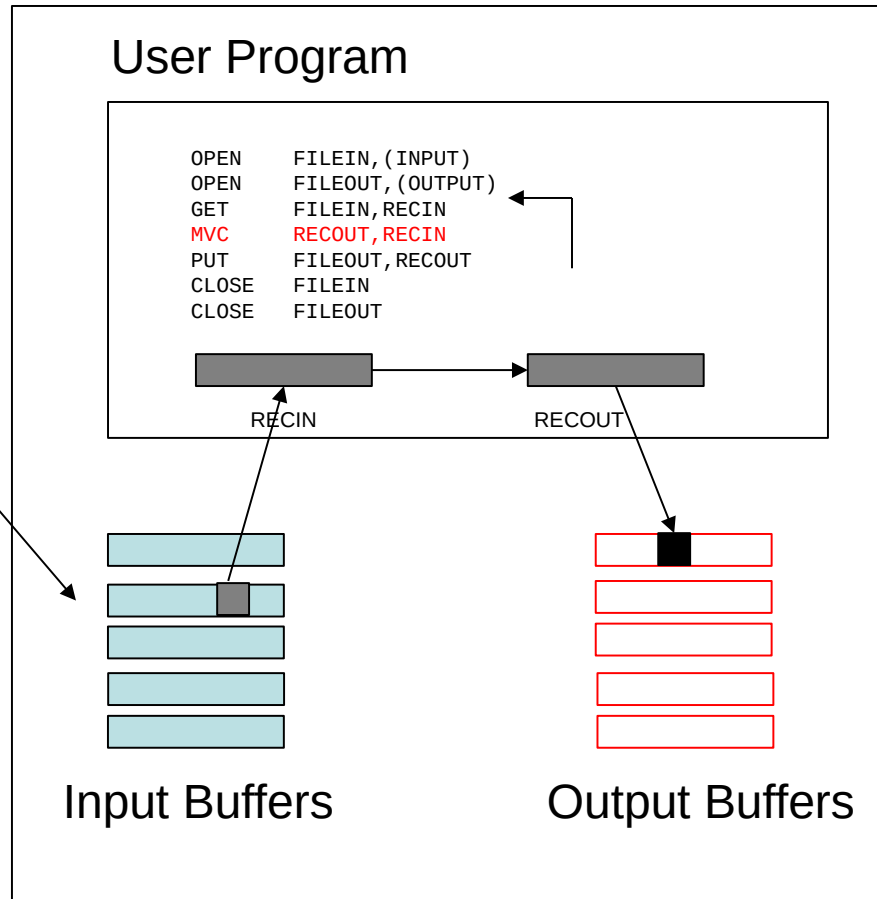 User Program
OPEN FILEIN,(INPUT)
OPEN FILEOUT,(OUTPUT)
GET FILEIN,RECIN
MVC RECOUT,RECIN
PUT FILEOUT,RECOUT
CLOSE FILEIN
CLOSE FILEOUT
RECIN RECOUT
Input Buffers Output Buffers